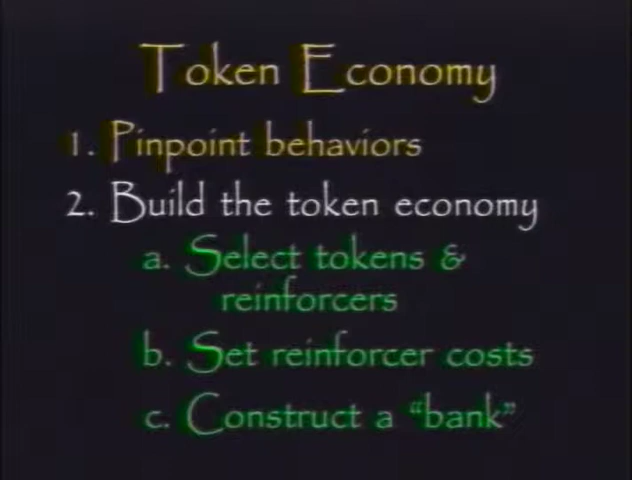 Token Economy
1. Pinpoint behaviors
2. Build the token economy
a. Select tokens &
reinforcers
b. Set reinforcer costs
c. Construct a “bank”